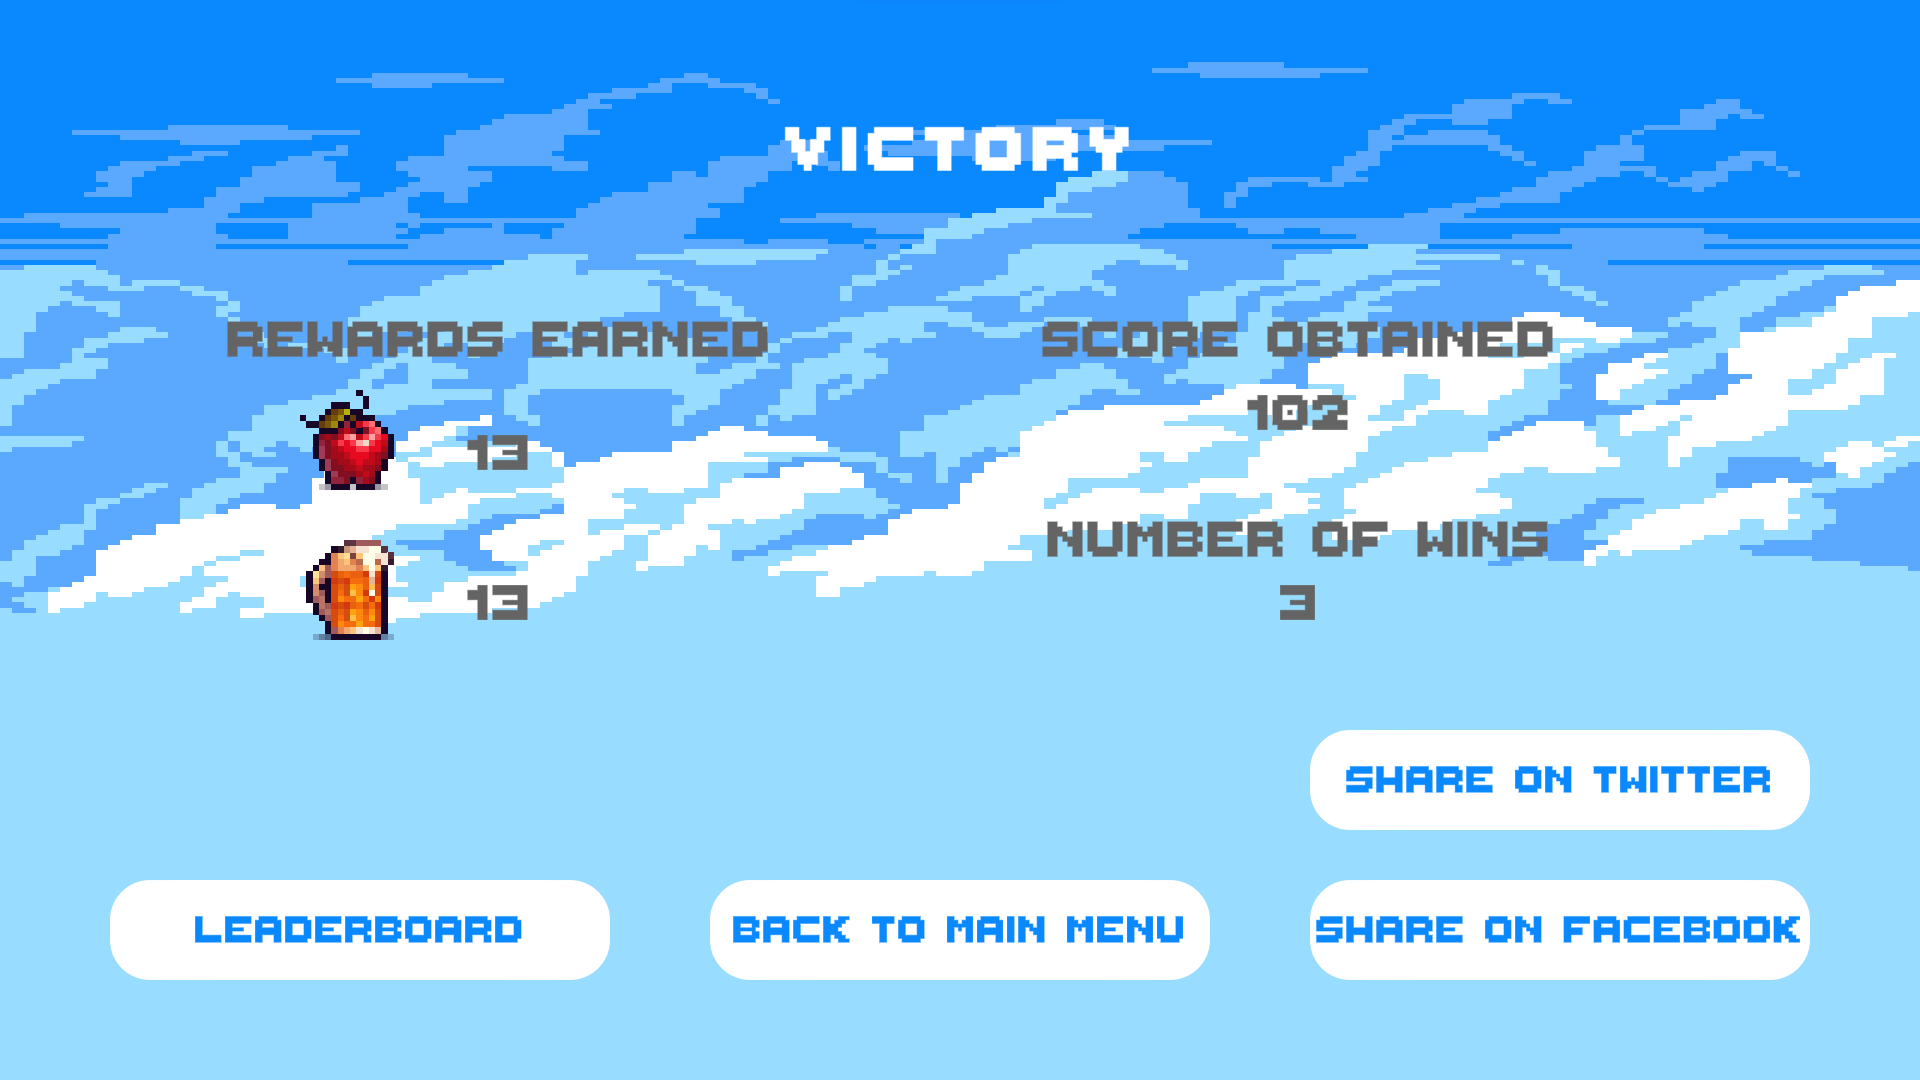 VICTORY
REWARDS EARNED
13
13
SCORE OBTAINED
102
NUMBER OF WINS
3
SHARE ON TWITTER
LEADERBOARD
BACK TO MAIN MENU
SHARE ON FACEBOOK